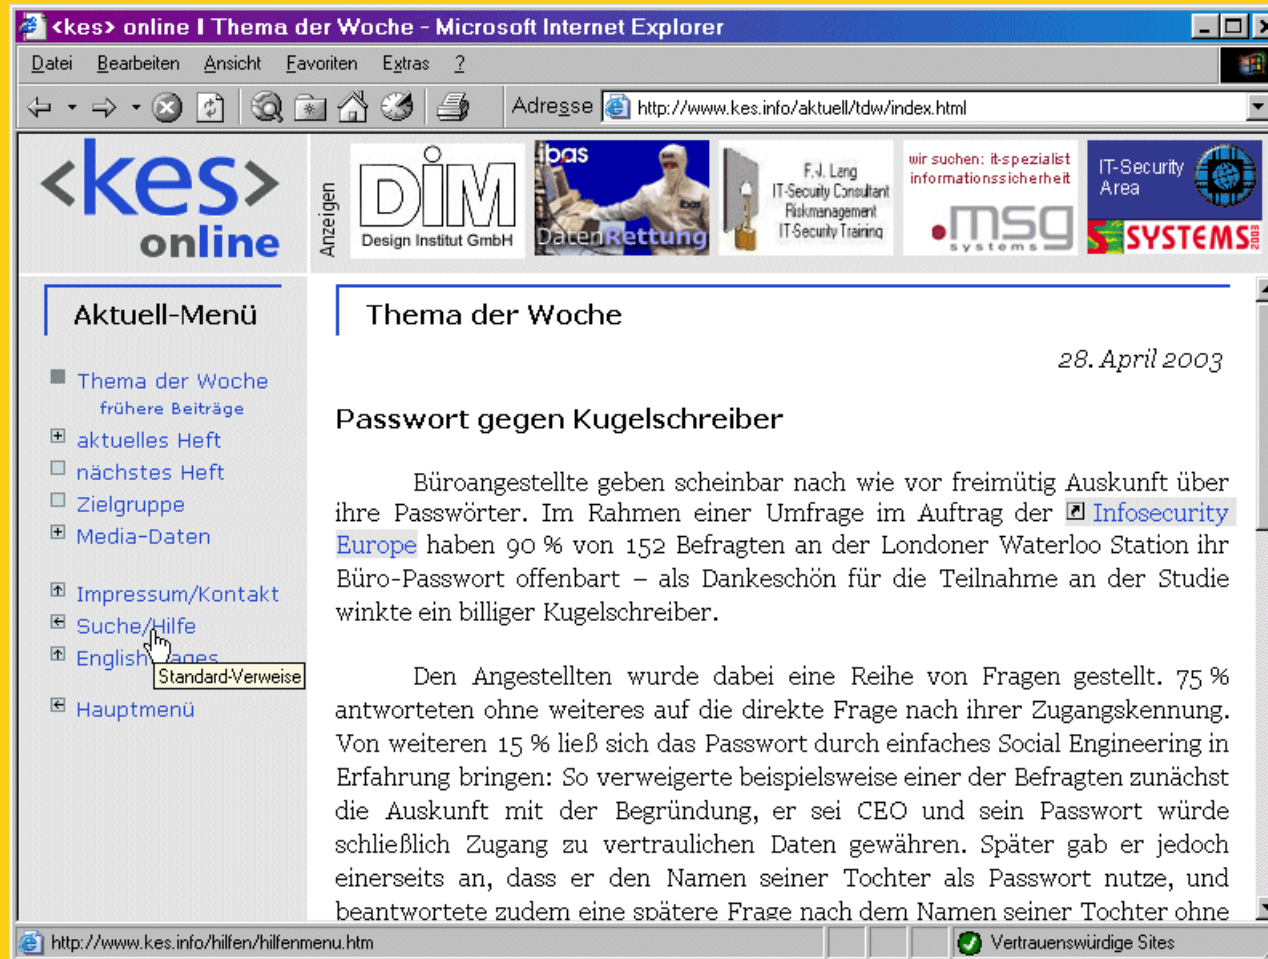 <kes> online I Thema der Woche - Microsoft Internet Explorer
Datei Bearbeiten Ansicht Favoriten Extras ?
Adresse http://www.kes.info/aktuell/tdw/index.html
<kes>
online
Anzeigen
DIM
Design Institut GmbH
ibas
ibas
DatenRettung
F.-J. Lang
IT-Security Consultant
Riskmanagement
IT-Security Training
wir suchen: it-spezialist
informationssicherheit
.msg
systems
IT-Security
Area
SYSTEMS
2003
Aktuell-Menü
Thema der Woche
frühere Beiträge
aktuelles Heft
nächstes Heft
Zielgruppe
Media-Daten
Impressum/Kontakt
Suche/Hilfe
English Pages
Standard-Verweise
Hauptmenü
Thema der Woche
28. April 2003
Passwort gegen Kugelschreiber
Büroangestellte geben scheinbar nach wie vor freimütig Auskunft über
ihre Passwörter. Im Rahmen einer Umfrage im Auftrag der Infosecurity
Europe haben 90 % von 152 Befragten an der Londoner Waterloo Station ihr
Büro-Passwort offenbart – als Dankeschön für die Teilnahme an der Studie
winkte ein billiger Kugelschreiber.
Den Angestellten wurde dabei eine Reihe von Fragen gestellt. 75 %
antworteten ohne weiteres auf die direkte Frage nach ihrer Zugangskennung.
Von weiteren 15 % ließ sich das Passwort durch einfaches Social Engineering in
Erfahrung bringen: So verweigerte beispielsweise einer der Befragten zunächst
die Auskunft mit der Begründung, er sei CEO und sein Passwort würde
schließlich Zugang zu vertraulichen Daten gewähren. Später gab er jedoch
einerseits an, dass er den Namen seiner Tochter als Passwort nutze, und
beantwortete zudem eine spätere Frage nach dem Namen seiner Tochter ohne
http://www.kes.info/hilfen/hilfenmenu.htm
Vertrauenswürdige Sites